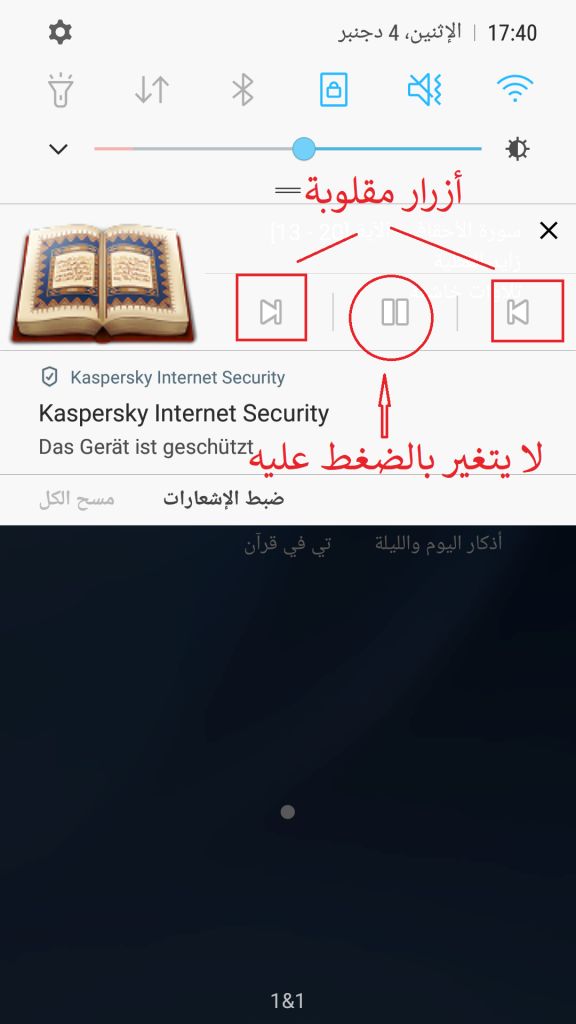 17:40 | الإثنين، 4 دجنبر
أزرار مقلوبة
سورة الأحقاف الآية [20 - 13]
Kaspersky Internet Security
Kaspersky Internet Security
Das Gerät ist geschützt
لا يتغير بالضغط عليه
ضبط الإشعارات مسح الكل
أذكار اليوم والليلة تي في قرآن
1&1